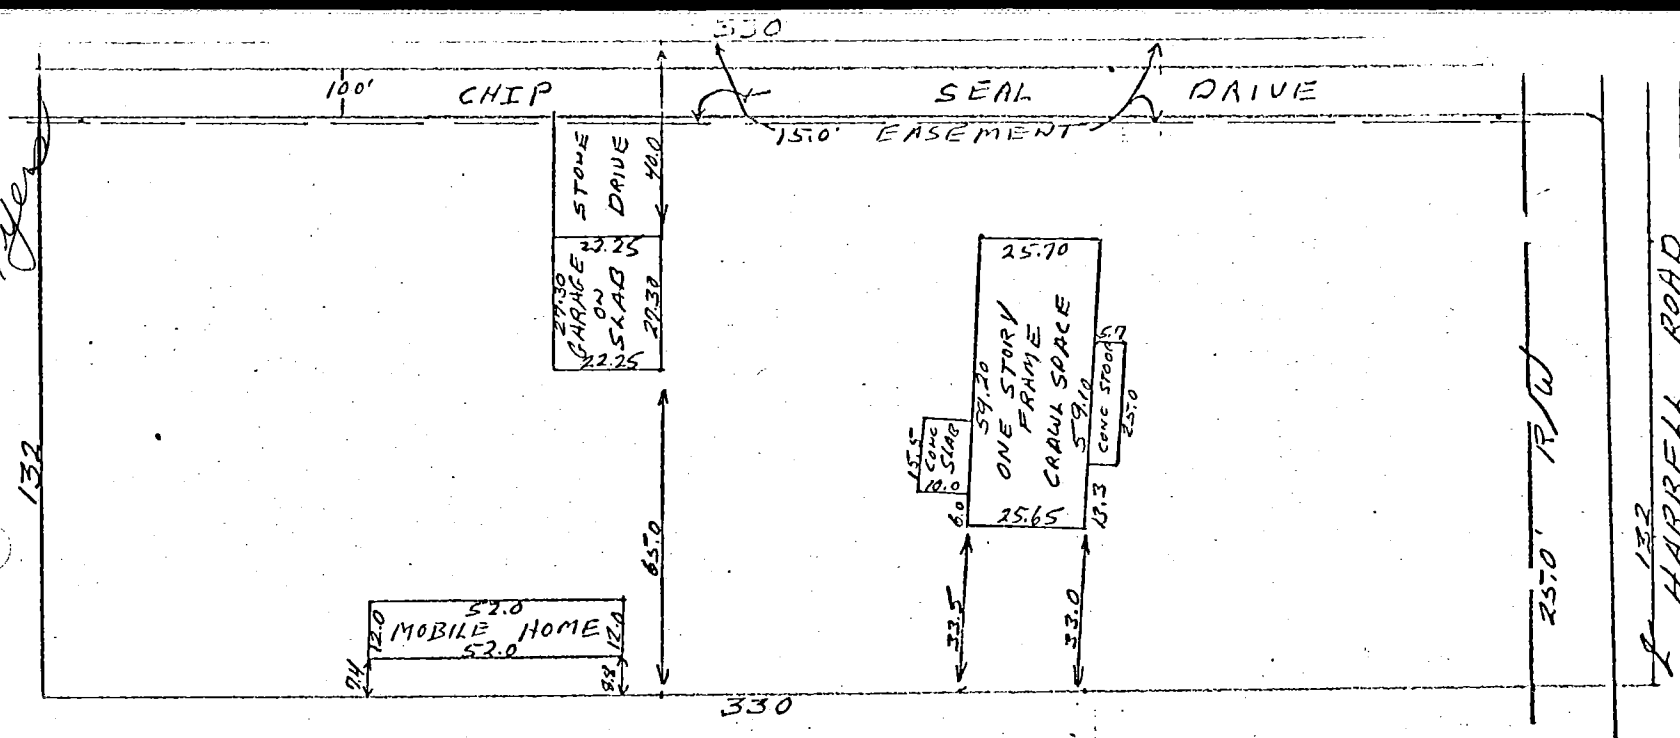 330
100'
CHIP SEAL DRIVE
15.0' EASEMENT
STONE
DRIVE
40.0
22.25
27.30
GARAGE
ON
SLAB
27.30
22.25
65.0
132
52.0
12.0
MOBILE HOME
12.0
52.0
7.4
8.8
330
25.70
59.20
ONE STORY
FRAME
CRAWL SPACE
59.10
25.65
5.7
CONC STOOP
25.0
13.3
15.5
CONC
SLAB
10.0
6.0
33.5
33.0
25.0' R/W
132
HARRELL ROAD